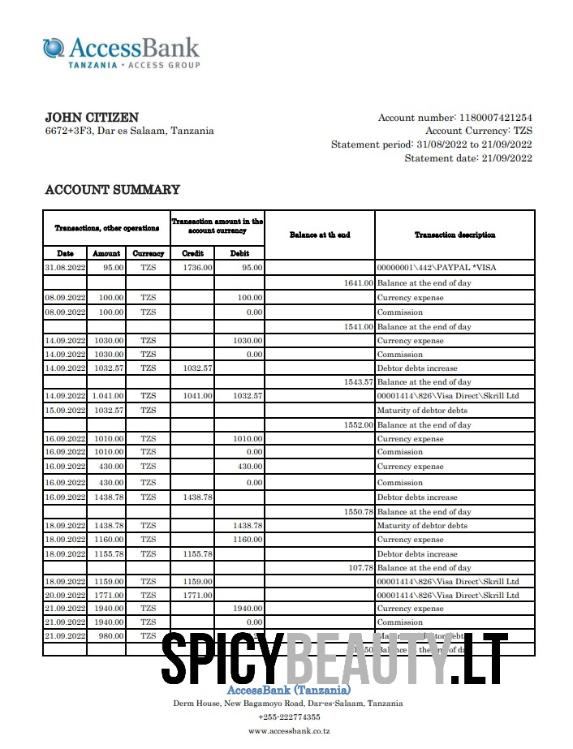 AccessBank
TANZANIA • ACCESS GROUP
JOHN CITIZEN
6672+3F3, Dar es Salaam, Tanzania
Account number: 1180007421254
Account Currency: TZS
Statement period: 31/08/2022 to 21/09/2022
Statement date: 21/09/2022
ACCOUNT SUMMARY
Transactions, other operations Transaction amount in the account currency Balance at th end Transaction description
Date Amount Currency Credit Debit
31.08.2022 95.00 TZS 1736.00 95.00 00000001\442\PAYPAL *VISA
1641.00 Balance at the end of day
08.09.2022 100.00 TZS 100.00 Currency expense
08.09.2022 100.00 TZS 0.00 Commission
1541.00 Balance at the end of day
14.09.2022 1030.00 TZS 1030.00 Currency expense
14.09.2022 1030.00 TZS 0.00 Commission
14.09.2022 1032.57 TZS 1032.57 Debtor debts increase
1543.57 Balance at the end of day
14.09.2022 1.041.00 TZS 1041.00 1032.57 00001414\826\Visa Direct\Skrill Ltd
15.09.2022 1032.57 TZS Maturity of debtor debts
1552.00 Balance at the end of day
16.09.2022 1010.00 TZS 1010.00 Currency expense
16.09.2022 1010.00 TZS 0.00 Commission
16.09.2022 430.00 TZS 430.00 Currency expense
16.09.2022 430.00 TZS 0.00 Commission
16.09.2022 1438.78 TZS 1438.78 Debtor debts increase
1550.78 Balance at the end of day
18.09.2022 1438.78 TZS 1438.78 Maturity of debtor debts
18.09.2022 1160.00 TZS 1160.00 Currency expense
18.09.2022 1155.78 TZS 1155.78 Debtor debts increase
107.78 Balance at the end of day
18.09.2022 1159.00 TZS 1159.00 00001414\826\Visa Direct\Skrill Ltd
20.09.2022 1771.00 TZS 1771.00 00001414\826\Visa Direct\Skrill Ltd
21.09.2022 1940.00 TZS 1940.00 Currency expense
21.09.2022 1940.00 TZS 0.00 Commission
21.09.2022 980.00 TZS
SPICYBEAUTY.LT
AccessBank (Tanzania)
Derm House, New Bagamoyo Road, Dar-es-Salaam, Tanzania
+255-222774355
www.accessbank.co.tz